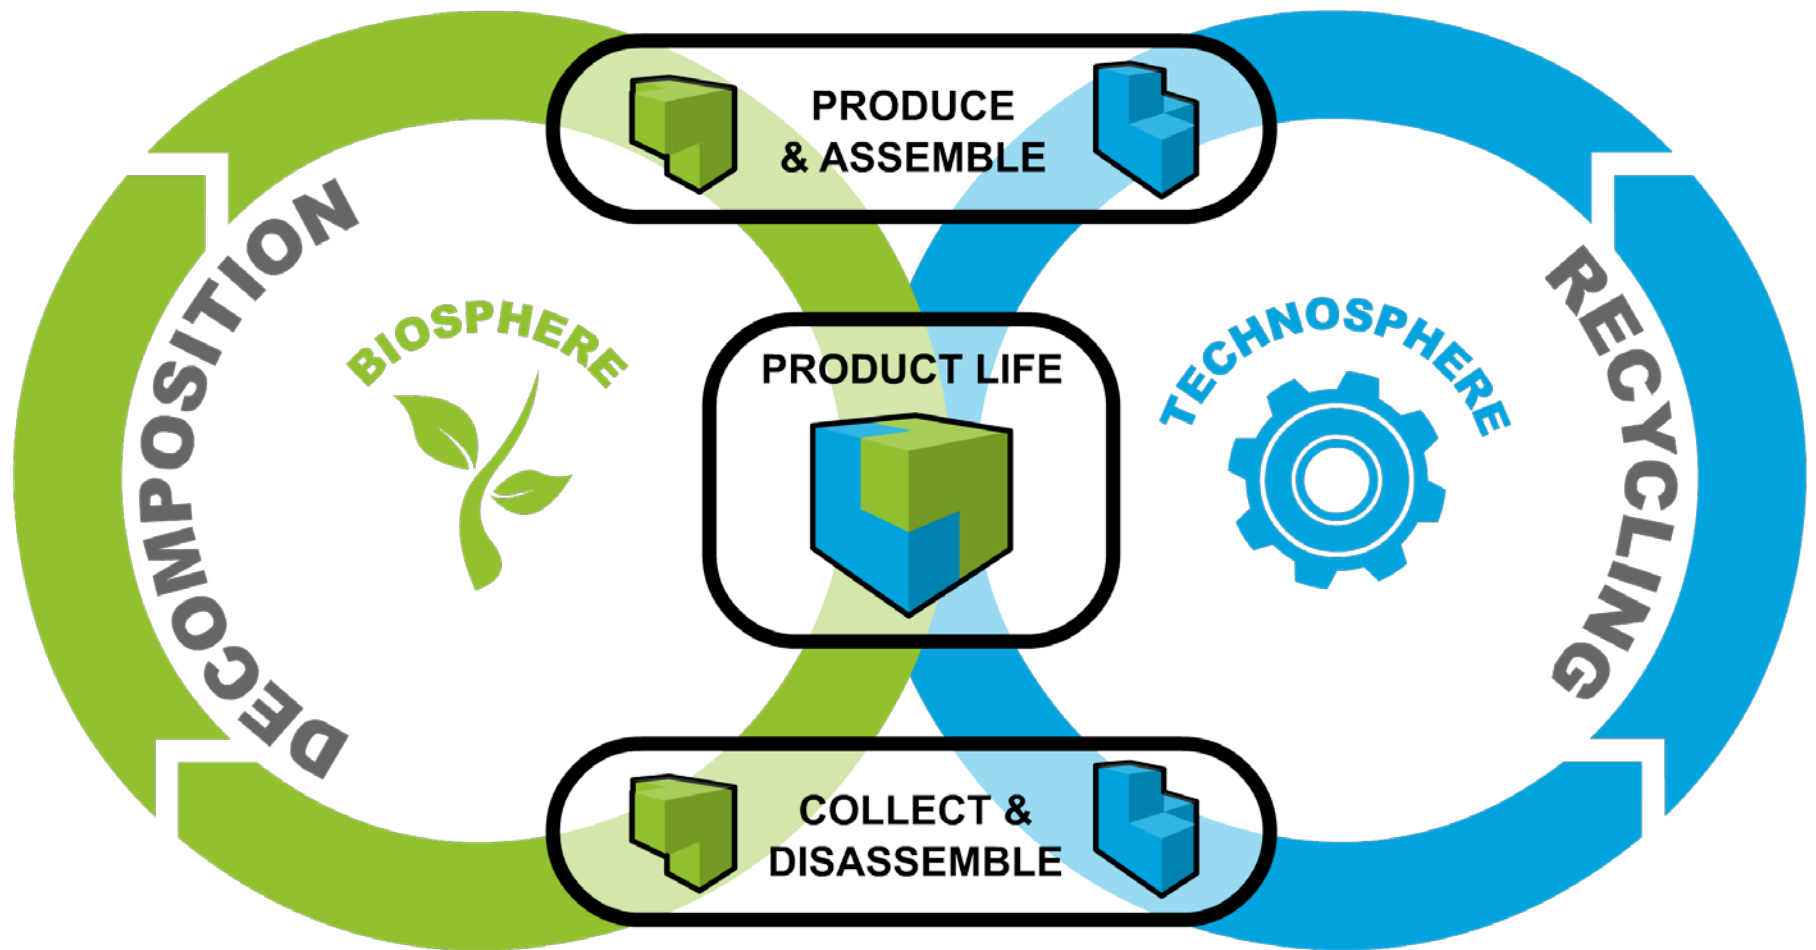 PRODUCE
& ASSEMBLE
DECOMPOSITION
BIOSPHERE
PRODUCT LIFE
TECHNOSPHERE
RECYCLING
COLLECT &
DISASSEMBLE